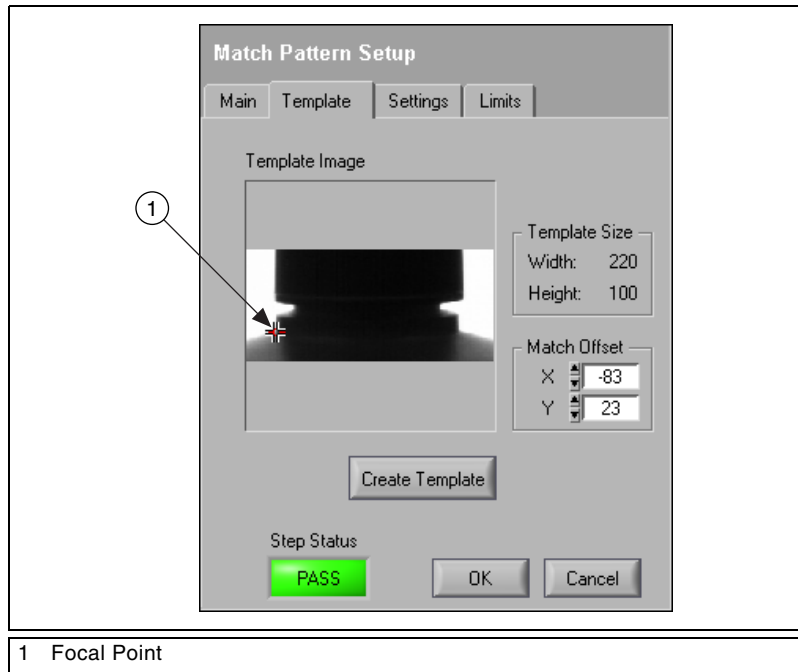 Match Pattern Setup
Main Template Settings Limits
Template Image
1
Template Size
Width: 220
Height: 100
Match Offset
X -83
Y 23
Create Template
Step Status
PASS OK Cancel
1 Focal Point